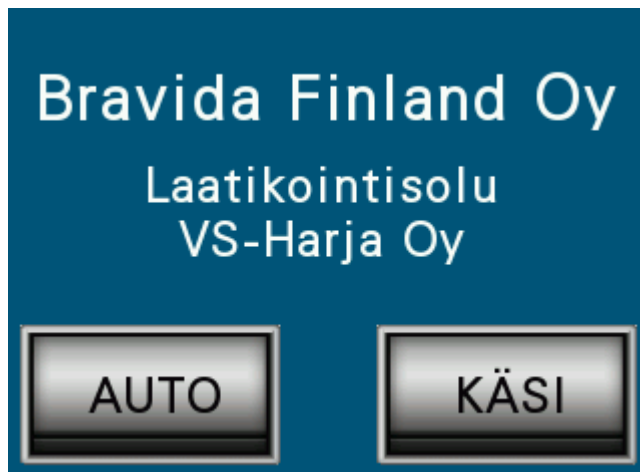 Bravida Finland Oy
Laatikointisolu
VS-Harja Oy
AUTO
KÄSI